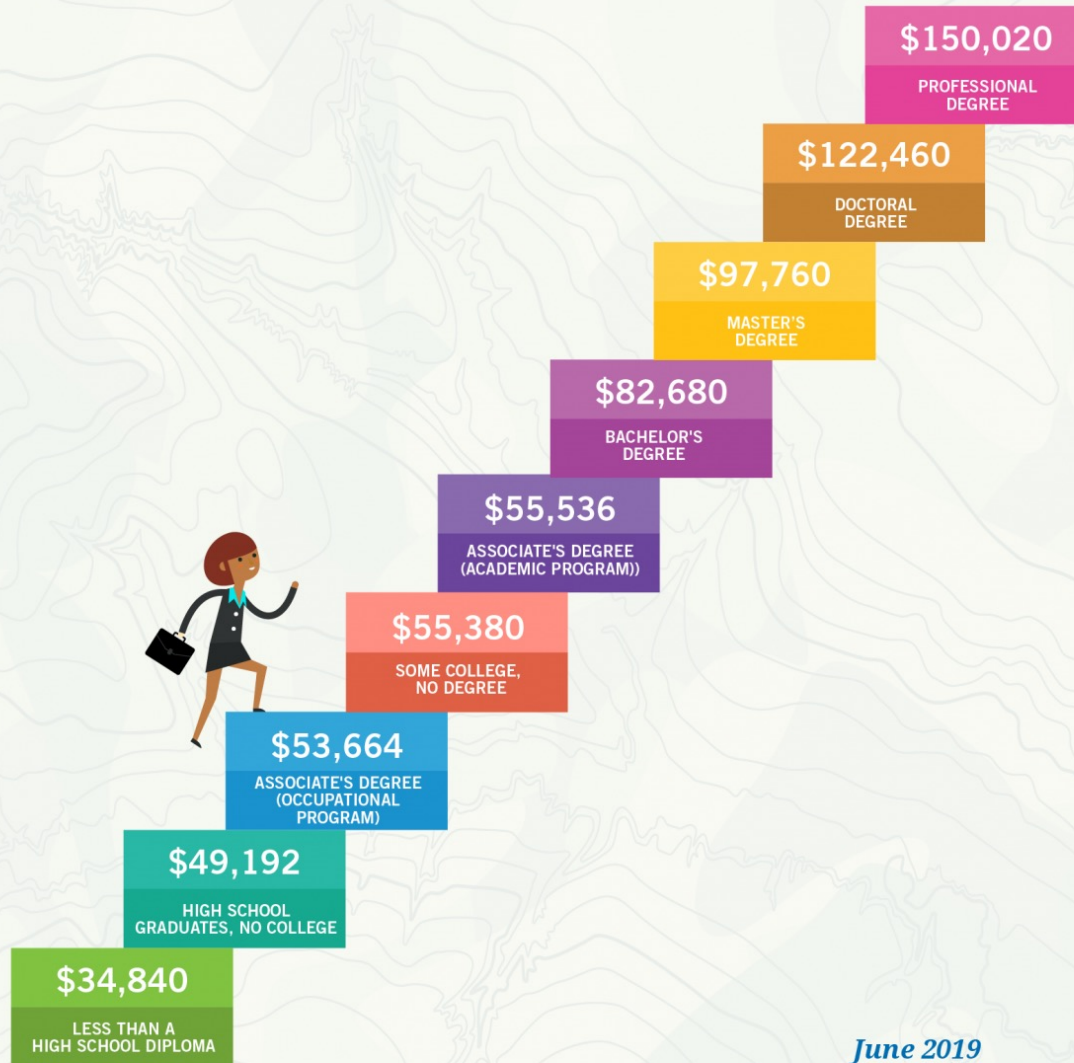 $150,020
PROFESSIONAL
DEGREE
$122,460
DOCTORAL
DEGREE
$97,760
MASTER'S
DEGREE
$82,680
BACHELOR'S
DEGREE
$55,536
ASSOCIATE'S DEGREE
(ACADEMIC PROGRAM))
$55,380
SOME COLLEGE,
NO DEGREE
$53,664
ASSOCIATE'S DEGREE
(OCCUPATIONAL
PROGRAM)
$49,192
HIGH SCHOOL
GRADUATES, NO COLLEGE
$34,840
LESS THAN A
HIGH SCHOOL DIPLOMA
June 2019